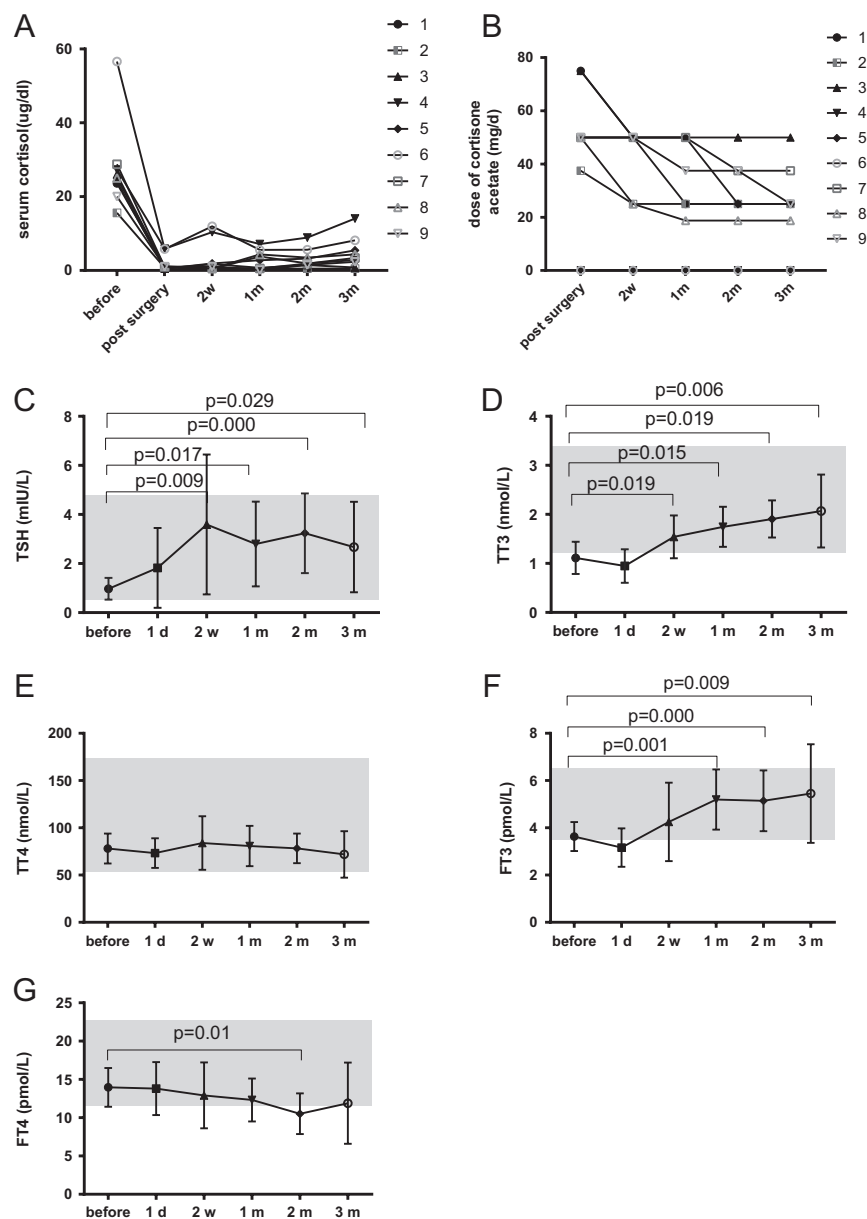 A
serum cortisol(ug/dl)
60
40
20
0
before
post surgery
2w
1m
2m
3m
1
2
3
4
5
6
7
8
9
B
dose of cortisone
acetate (mg/d)
80
60
40
20
0
post surgery
2w
1m
2m
3m
1
2
3
4
5
6
7
8
9
C
TSH (mIU/L)
8
6
4
2
0
p=0.029
p=0.000
p=0.017
p=0.009
before 1 d 2 w 1 m 2 m 3 m
D
TT3 (nmol/L)
4
3
2
1
0
p=0.006
p=0.019
p=0.015
p=0.019
before 1 d 2 w 1 m 2 m 3 m
E
TT4 (nmol/L)
200
150
100
50
0
before 1 d 2 w 1 m 2 m 3 m
F
FT3 (pmol/L)
8
6
4
2
0
p=0.009
p=0.000
p=0.001
before 1 d 2 w 1 m 2 m 3 m
G
FT4 (pmol/L)
25
20
15
10
5
0
p=0.01
before 1 d 2 w 1 m 2 m 3 m